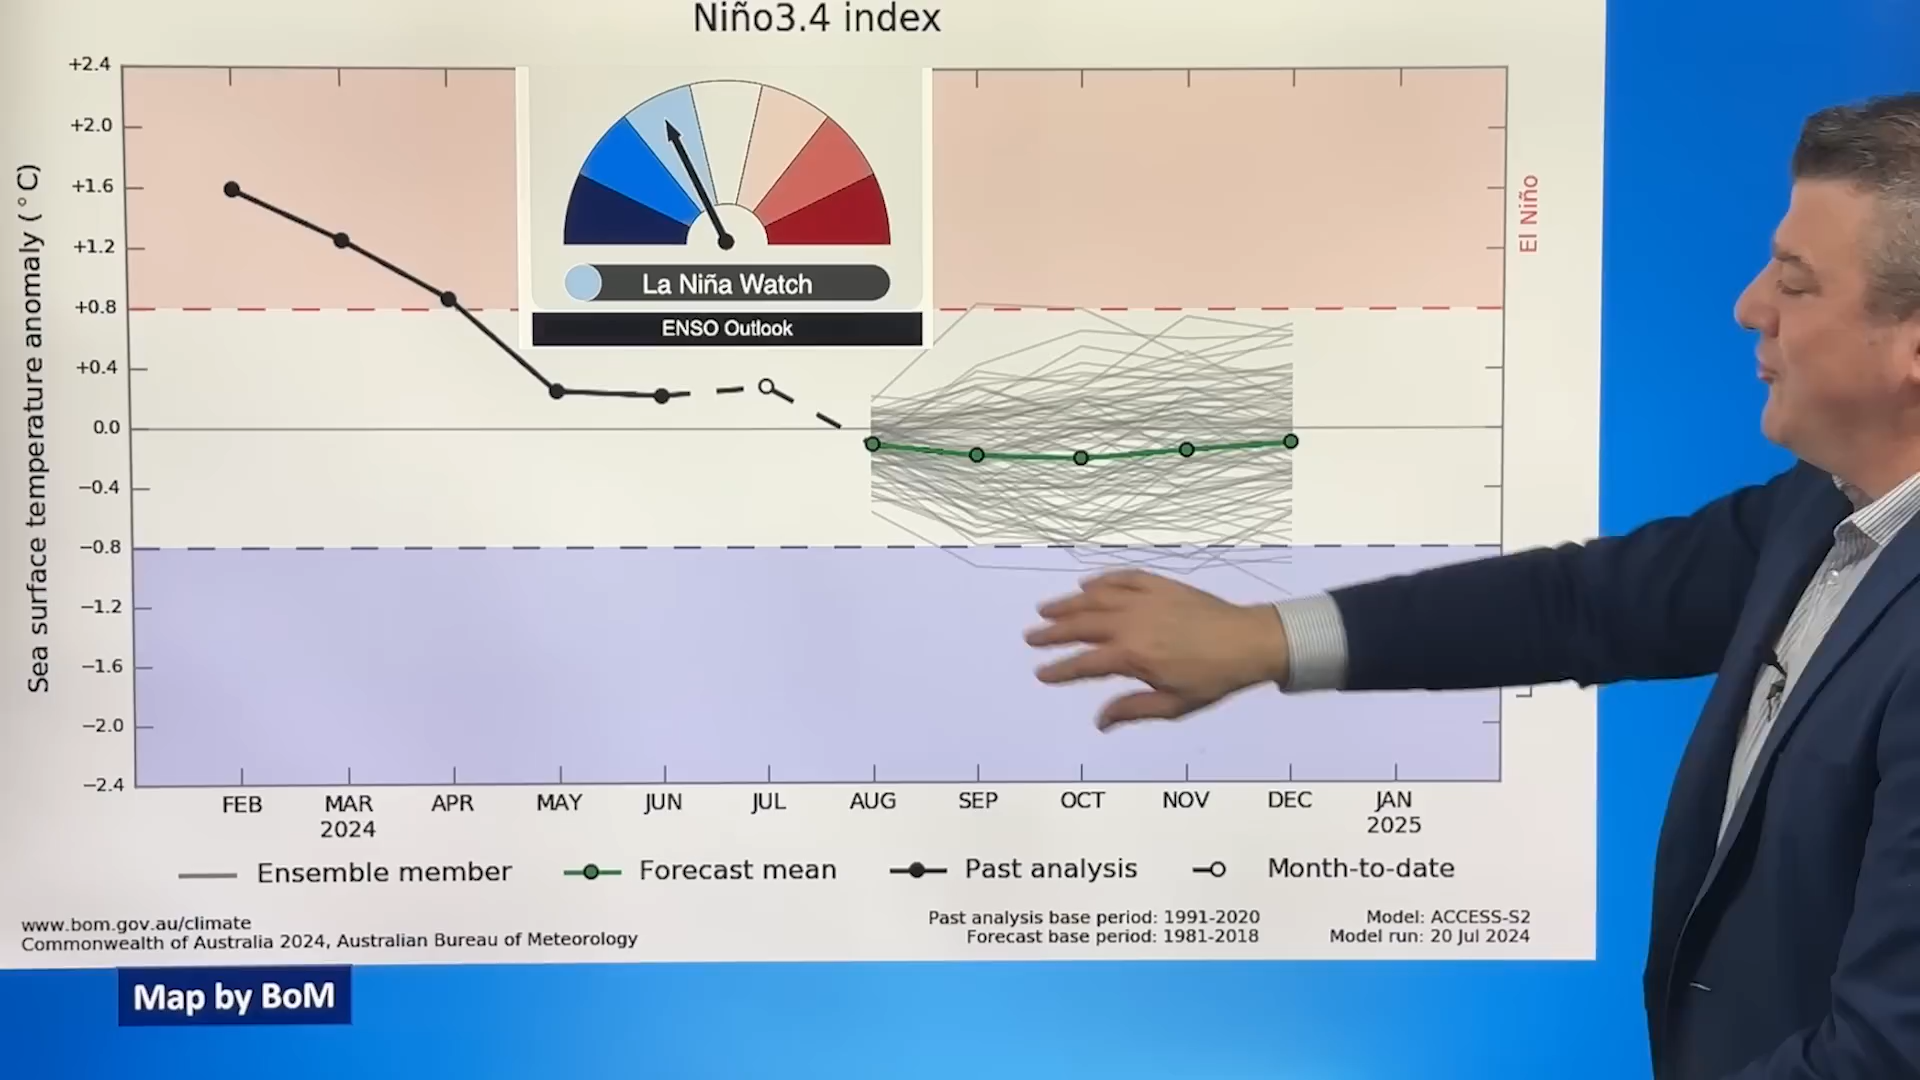 Niño3.4 index
+2.4
+2.0
+1.6
+1.2
+0.8
+0.4
0.0
−0.4
−0.8
−1.2
−1.6
−2.0
−2.4
Sea surface temperature anomaly (°C)
La Niña Watch
ENSO Outlook
El Niño
FEB MAR APR MAY JUN JUL AUG SEP OCT NOV DEC JAN
2024 2025
Ensemble member Forecast mean Past analysis Month-to-date
www.bom.gov.au/climate
Commonwealth of Australia 2024, Australian Bureau of Meteorology
Past analysis base period: 1991-2020
Forecast base period: 1981-2018
Model: ACCESS-S2
Model run: 20 Jul 2024
Map by BoM